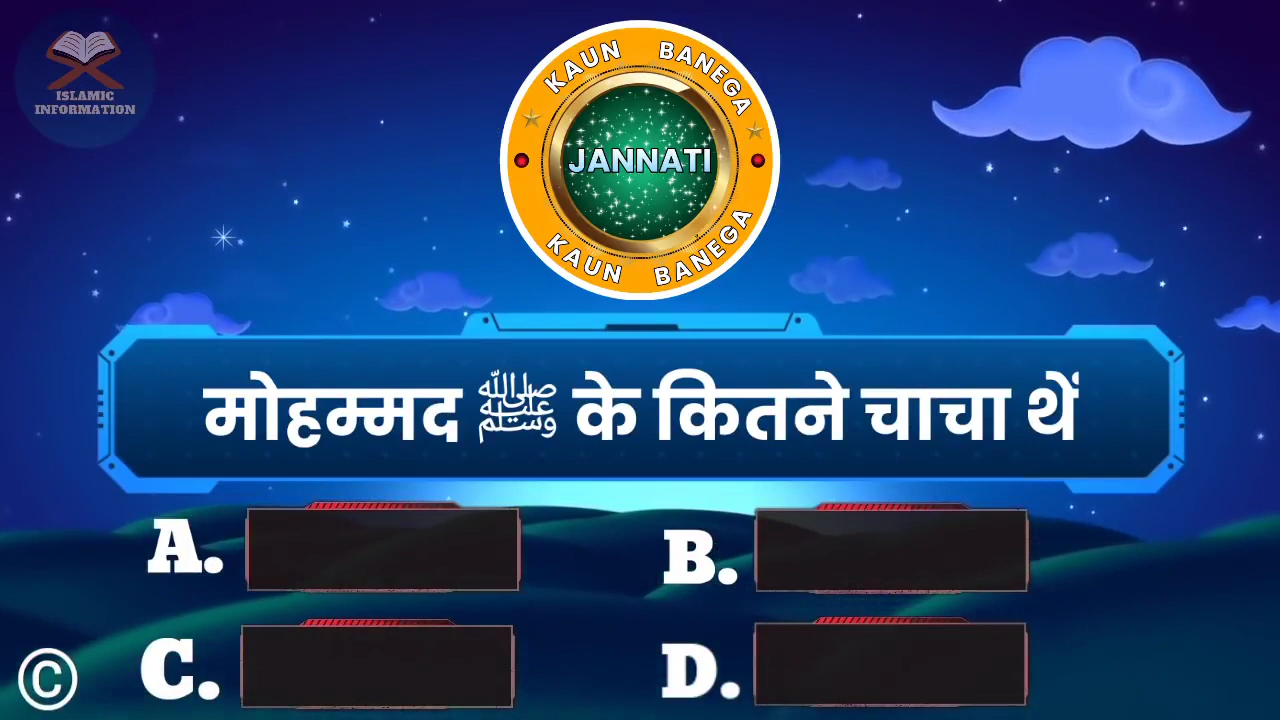 ISLAMIC
INFORMATION
KAUN BANEGA
JANNATI
KAUN BANEGA
मोहम्मद ﷺ के कितने चाचा थें
A.
B.
C.
D.
©